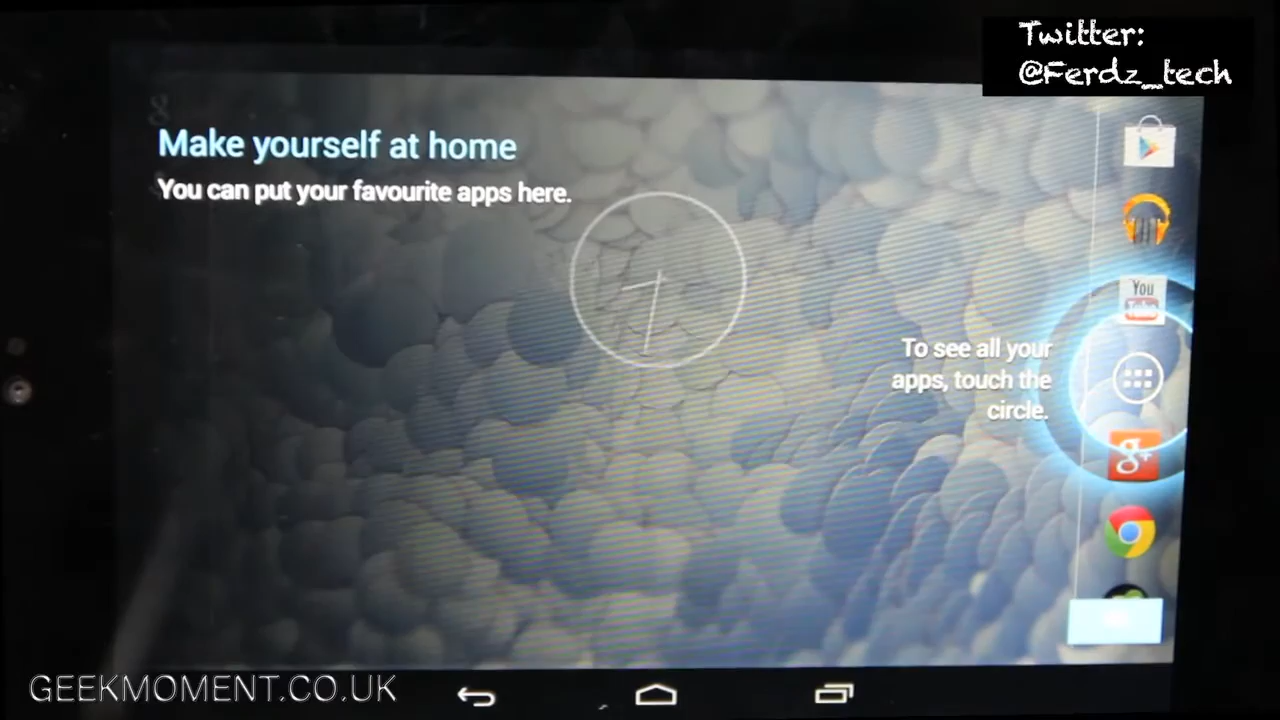 Twitter:
@Ferdz_tech
Make yourself at home
You can put your favourite apps here.
You
To see all your
apps, touch the
circle.
g+
GEEKMOMENT.CO.UK